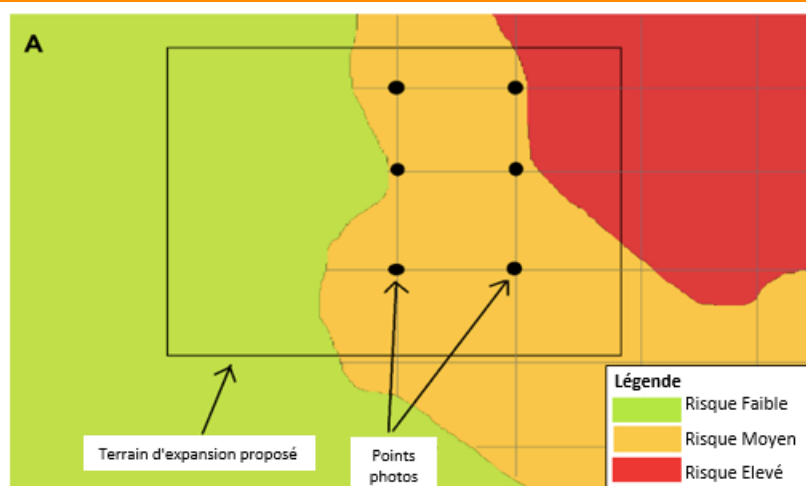 A
Légende
Risque Faible
Risque Moyen
Risque Elevé
Terrain d'expansion proposé
Points
photos